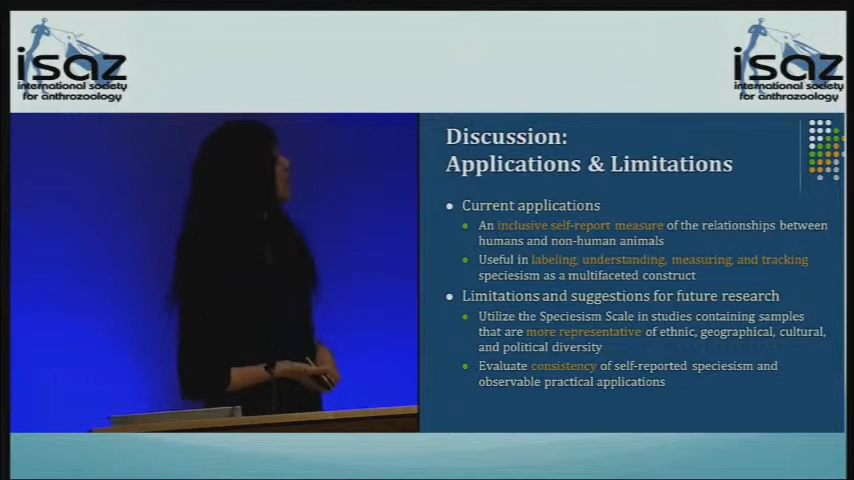 isaz
international society
for anthrozoology
isaz
international society
for anthrozoology
Discussion:
Applications & Limitations
Current applications
An inclusive self-report measure of the relationships between
humans and non-human animals
Useful in labeling, understanding, measuring, and tracking
speciesism as a multifaceted construct
Limitations and suggestions for future research
Utilize the Speciesism Scale in studies containing samples
that are more representative of ethnic, geographical, cultural,
and political diversity
Evaluate consistency of self-reported speciesism and
observable practical applications